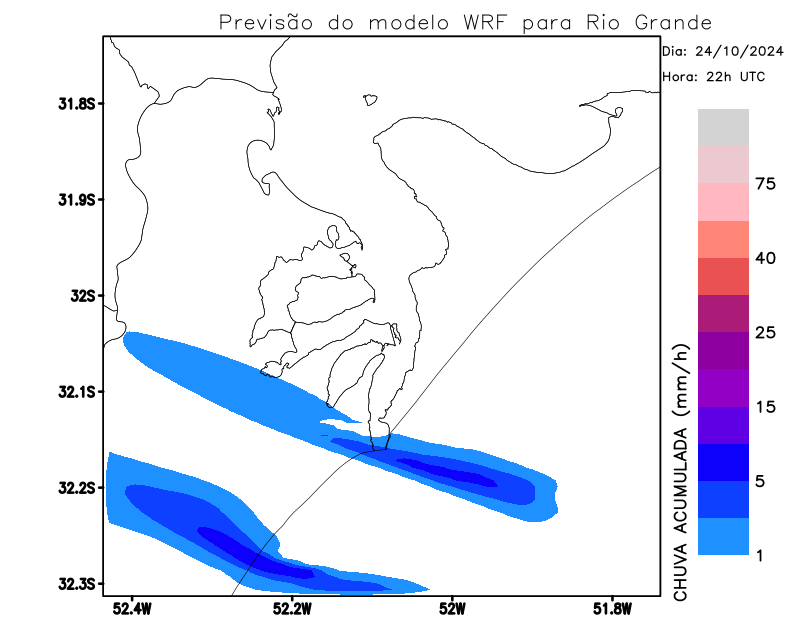 Previsão do modelo WRF para Rio Grande
Dia: 24/10/2024
Hora: 22h UTC
31.8S
31.9S
32S
32.1S
32.2S
32.3S
52.4W
52.2W
52W
51.8W
75
40
25
15
5
1
CHUVA ACUMULADA (mm/h)